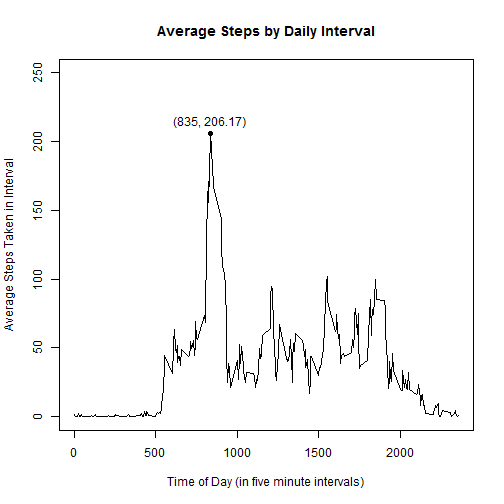 Average Steps by Daily Interval
Average Steps Taken in Interval
250
200
150
100
50
0
(835, 206.17)
0 500 1000 1500 2000
Time of Day (in five minute intervals)